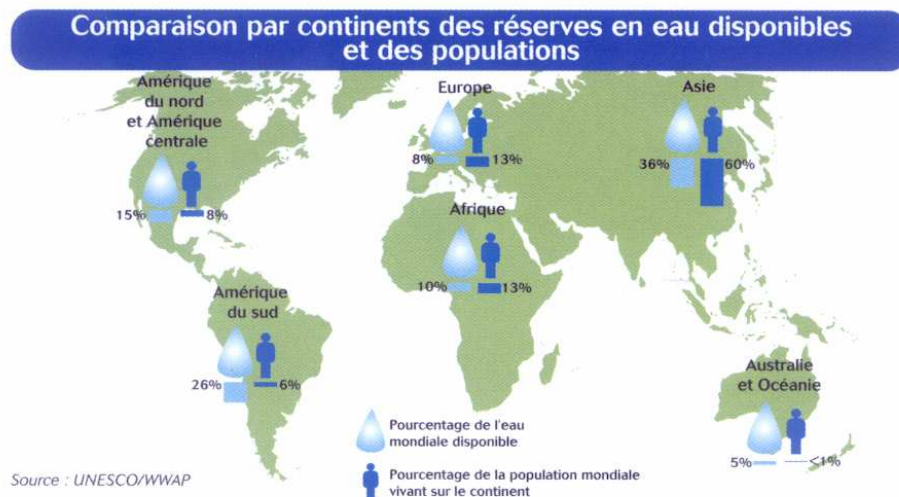 Comparaison par continents des réserves en eau disponibles
et des populations
Amérique
du nord
et Amérique
centrale
15%
8%
Europe
8%
13%
Asie
36%
60%
Afrique
10%
13%
Amérique
du sud
26%
6%
Australie
et Océanie
5%
<1%
Pourcentage de l'eau
mondiale disponible
Pourcentage de la population mondiale
vivant sur le continent
Source : UNESCO/WWAP